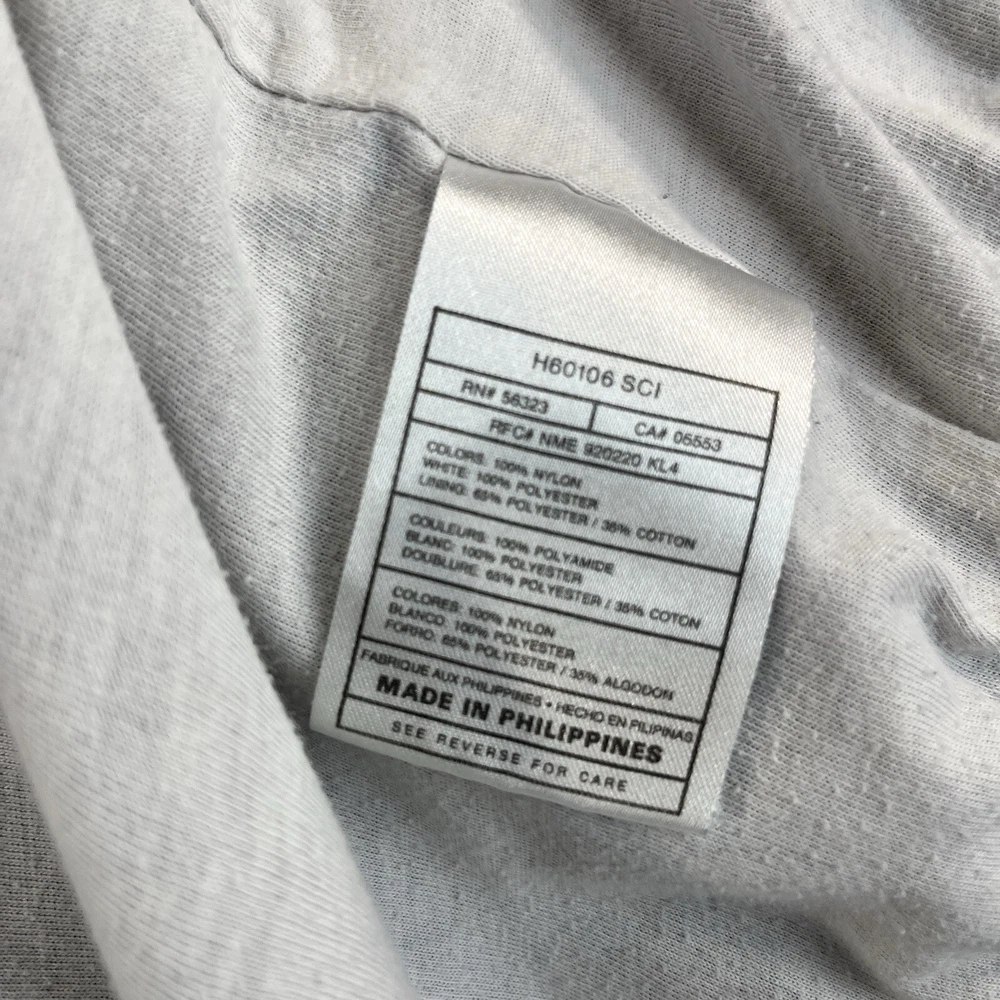 H60106 SCI
RN# 56323 CA# 05553
RFC# NME 920220 KL4
COLORS: 100% NYLON
WHITE: 100% POLYESTER
LINING: 65% POLYESTER / 35% COTTON
COULEURS: 100% POLYAMIDE
BLANC: 100% POLYESTER
DOUBLURE: 65% POLYESTER / 35% COTON
COLORES: 100% NYLON
BLANCO: 100% POLYESTER
FORRO: 65% POLYESTER / 35% ALGODON
FABRIQUE AUX PHILIPPINES • HECHO EN PILIPINAS
MADE IN PHILIPPINES
SEE REVERSE FOR CARE